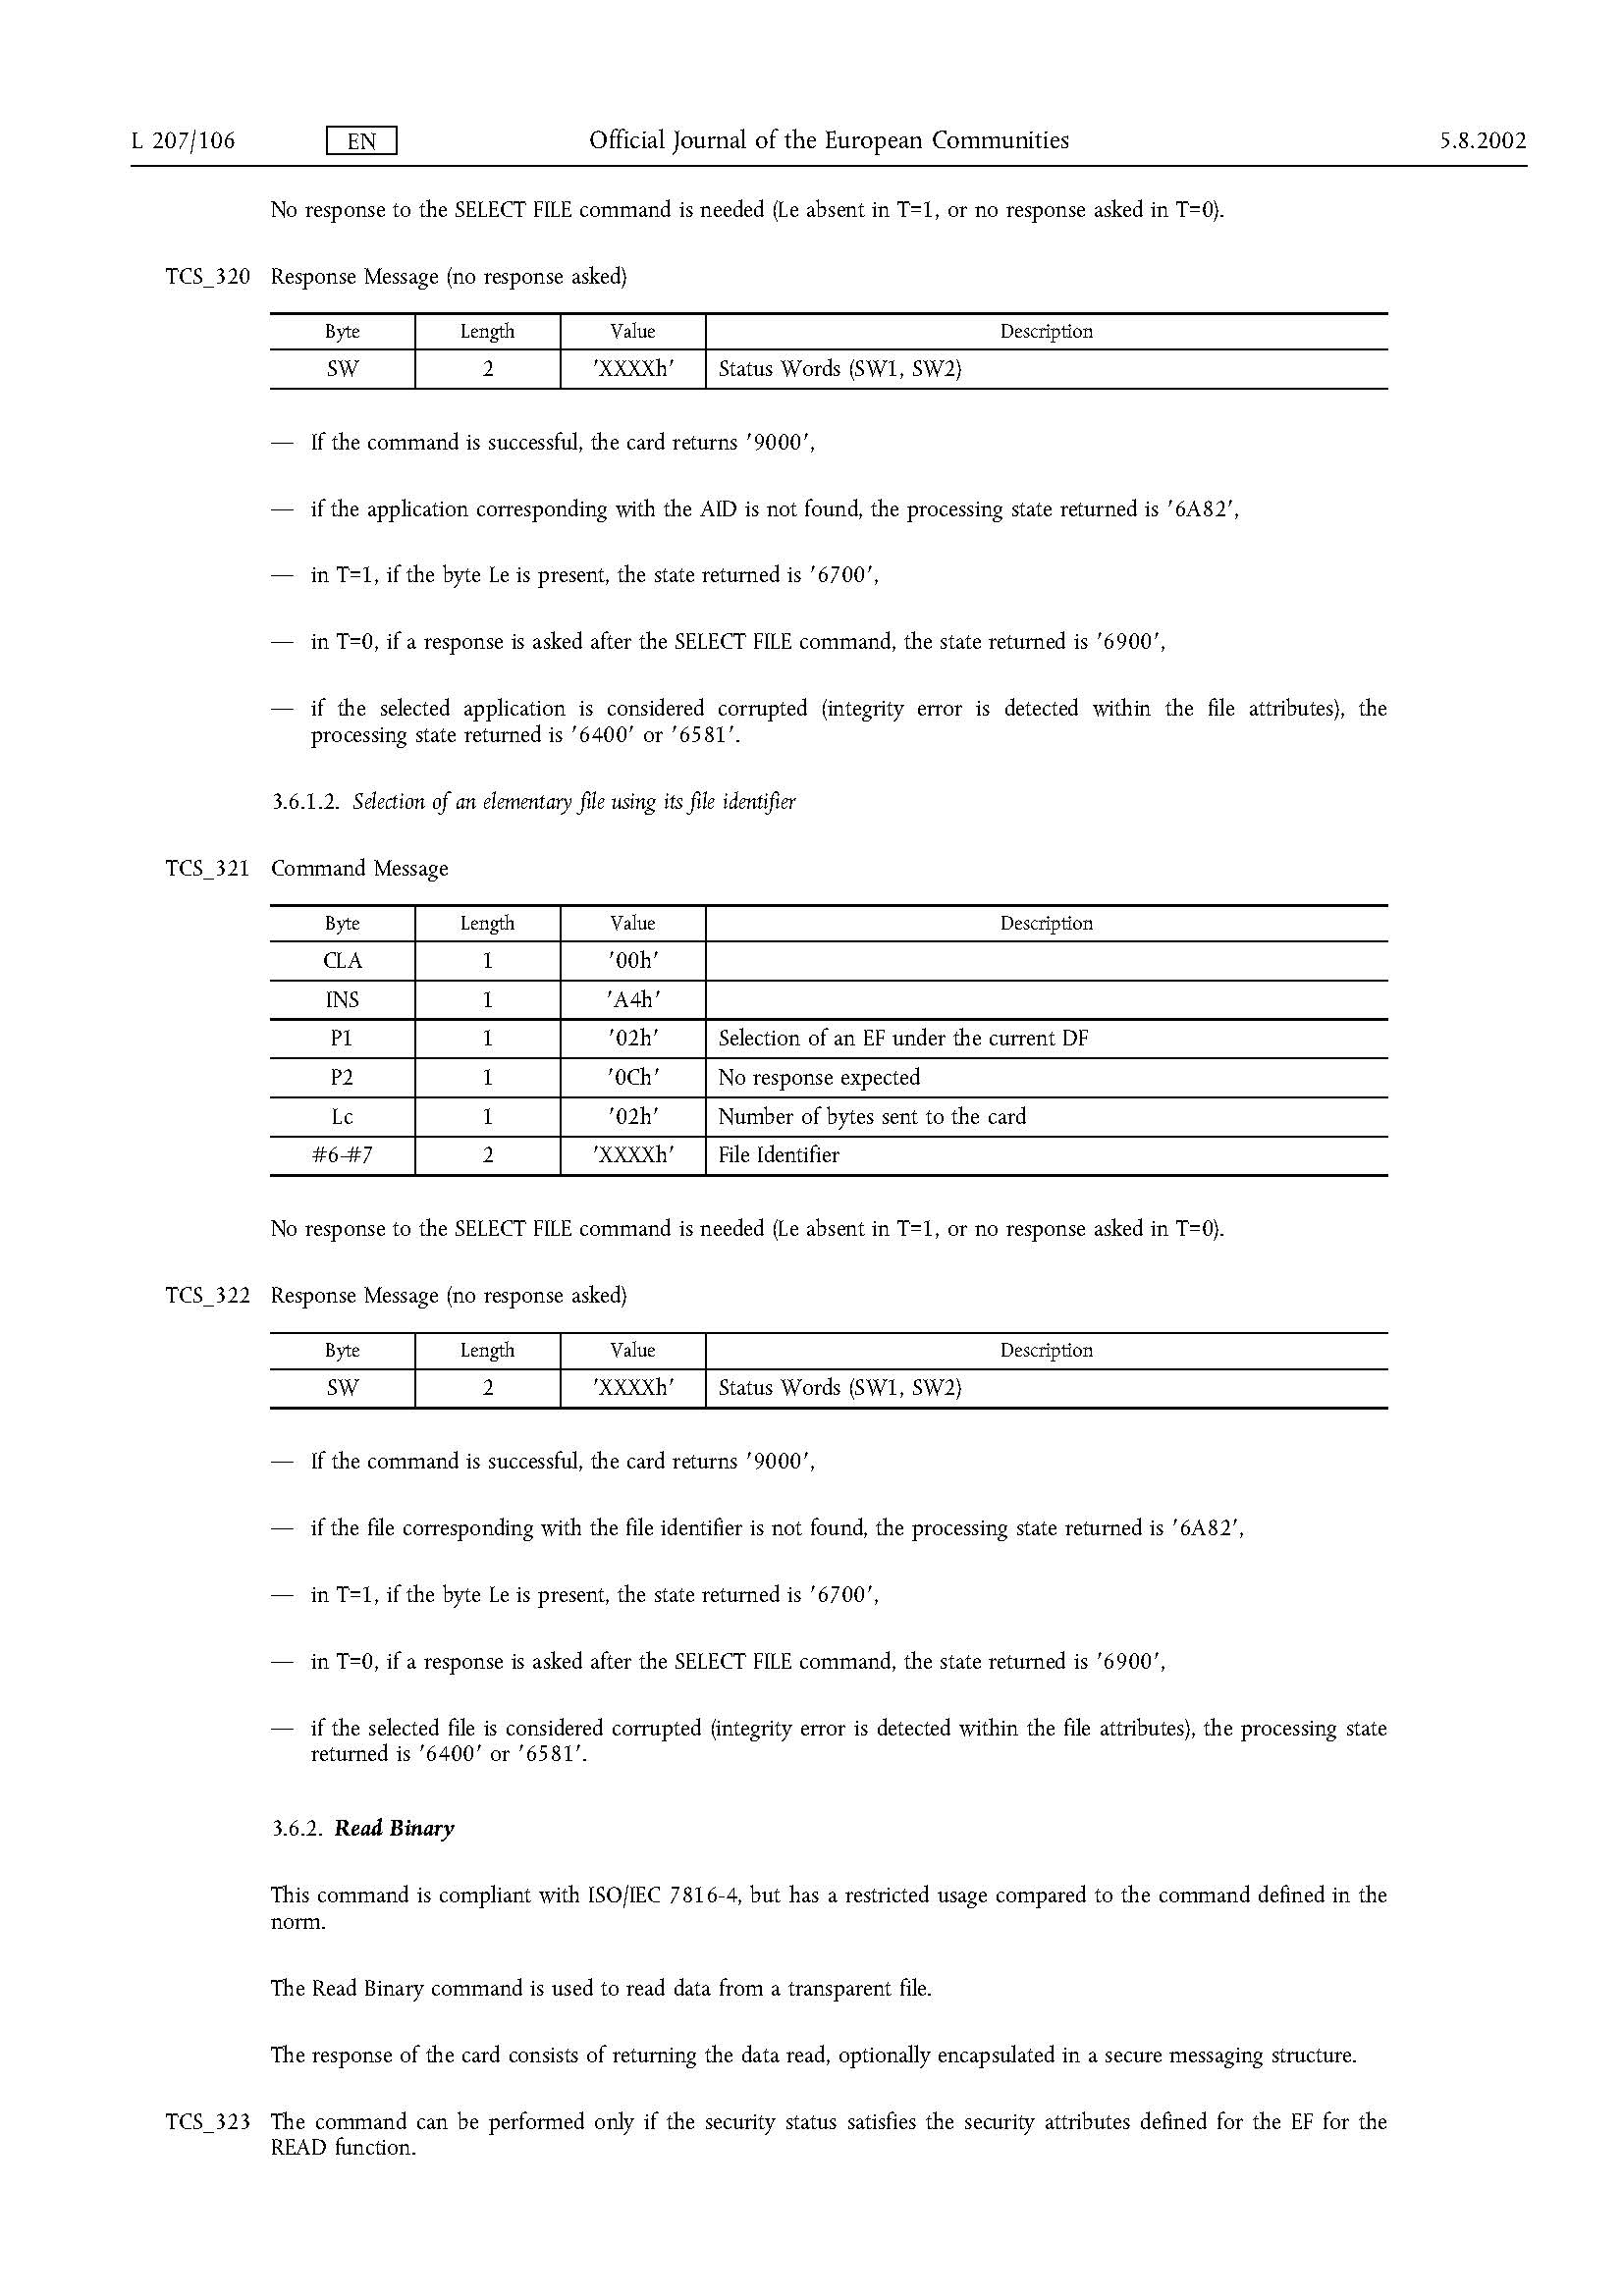 L 207/106 EN Official Journal of the European Communities 5.8.2002
No response to the SELECT FILE command is needed (Le absent in T=1, or no response asked in T=0).
TCS_320 Response Message (no response asked)
Byte Length Value Description
SW 2 'XXXXh' Status Words (SW1, SW2)
— If the command is successful, the card returns '9000',
— if the application corresponding with the AID is not found, the processing state returned is '6A82',
— in T=1, if the byte Le is present, the state returned is '6700',
— in T=0, if a response is asked after the SELECT FILE command, the state returned is '6900',
— if the selected application is considered corrupted (integrity error is detected within the file attributes), the
processing state returned is '6400' or '6581'.
3.6.1.2. Selection of an elementary file using its file identifier
TCS_321 Command Message
Byte Length Value Description
CLA 1 '00h'
INS 1 'A4h'
P1 1 '02h' Selection of an EF under the current DF
P2 1 '0Ch' No response expected
Lc 1 '02h' Number of bytes sent to the card
#6-#7 2 'XXXXh' File Identifier
No response to the SELECT FILE command is needed (Le absent in T=1, or no response asked in T=0).
TCS_322 Response Message (no response asked)
Byte Length Value Description
SW 2 'XXXXh' Status Words (SW1, SW2)
— If the command is successful, the card returns '9000',
— if the file corresponding with the file identifier is not found, the processing state returned is '6A82',
— in T=1, if the byte Le is present, the state returned is '6700',
— in T=0, if a response is asked after the SELECT FILE command, the state returned is '6900',
— if the selected file is considered corrupted (integrity error is detected within the file attributes), the processing state
returned is '6400' or '6581'.
3.6.2. Read Binary
This command is compliant with ISO/IEC 7816-4, but has a restricted usage compared to the command defined in the
norm.
The Read Binary command is used to read data from a transparent file.
The response of the card consists of returning the data read, optionally encapsulated in a secure messaging structure.
TCS_323 The command can be performed only if the security status satisfies the security attributes defined for the EF for the
READ function.